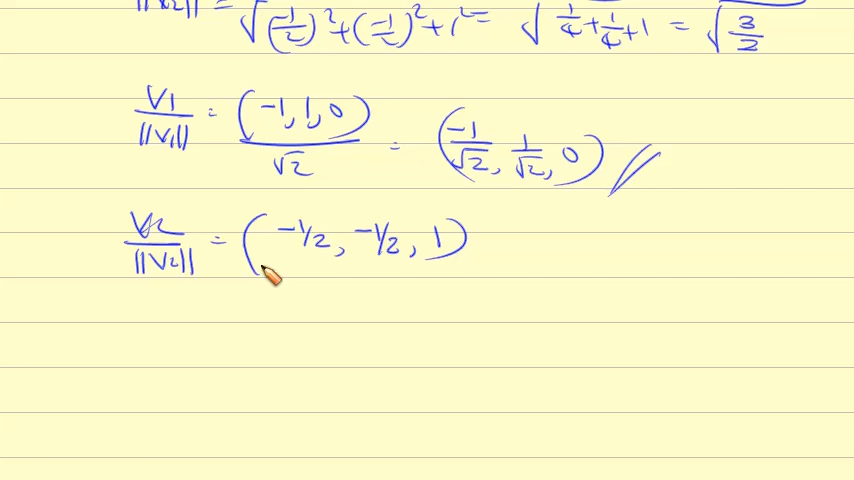 ||V2|| = √(-1/2)² + (-1/2)² + 1² = √1/4 + 1/4 + 1 = √3/2
V1/||V1|| = (-1, 1, 0)/√2 = (-1/√2, 1/√2, 0)
V2/||V2|| = (-1/2, -1/2, 1)